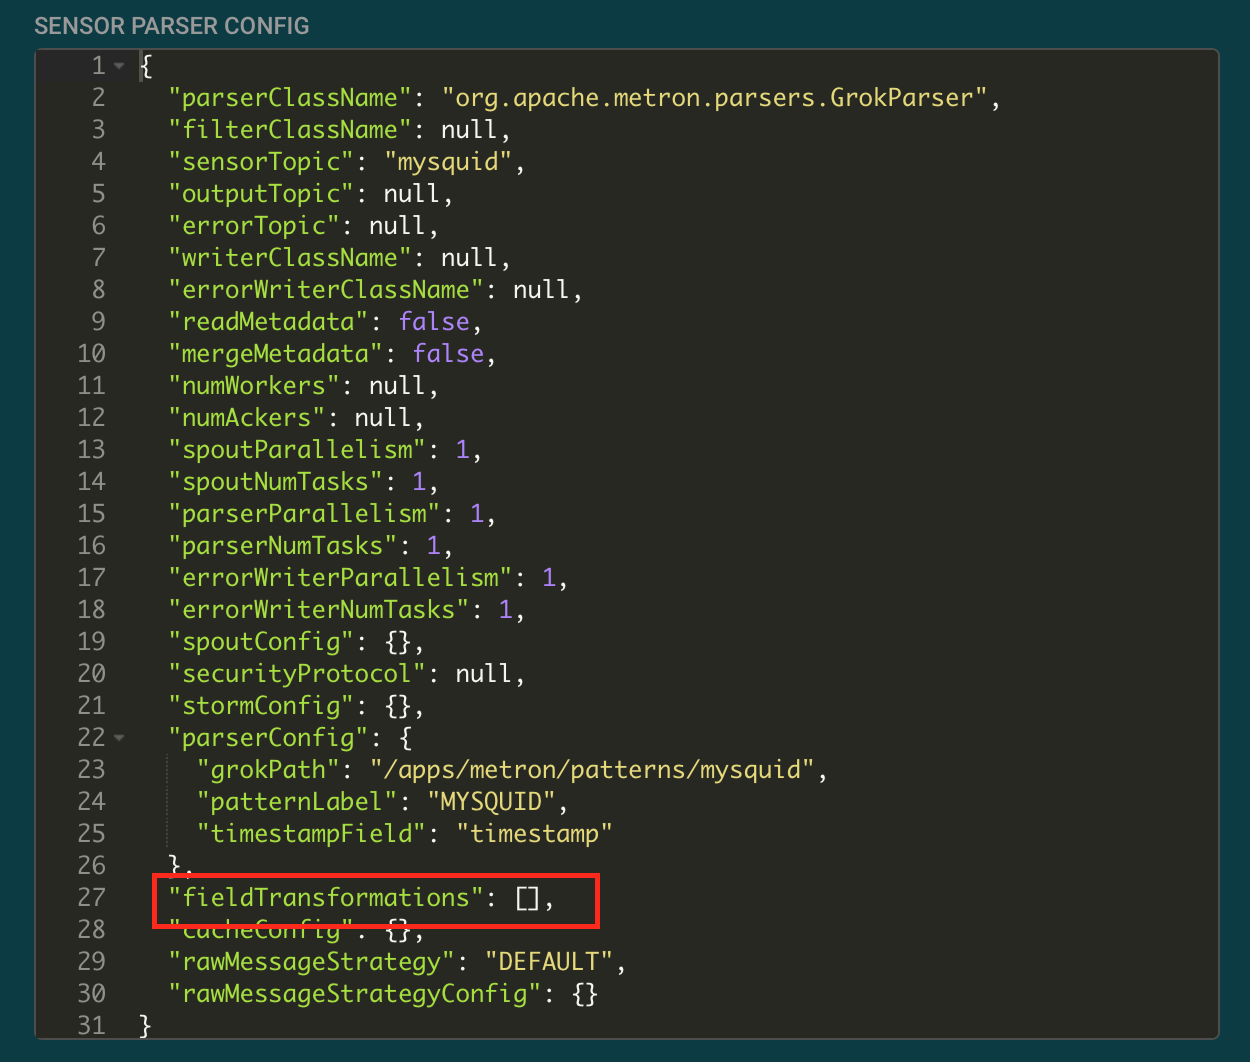 SENSOR PARSER CONFIG
1 {
2 "parserClassName": "org.apache.metron.parsers.GrokParser",
3 "filterClassName": null,
4 "sensorTopic": "mysquid",
5 "outputTopic": null,
6 "errorTopic": null,
7 "writerClassName": null,
8 "errorWriterClassName": null,
9 "readMetadata": false,
10 "mergeMetadata": false,
11 "numWorkers": null,
12 "numAckers": null,
13 "spoutParallelism": 1,
14 "spoutNumTasks": 1,
15 "parserParallelism": 1,
16 "parserNumTasks": 1,
17 "errorWriterParallelism": 1,
18 "errorWriterNumTasks": 1,
19 "spoutConfig": {},
20 "securityProtocol": null,
21 "stormConfig": {},
22 "parserConfig": {
23 "grokPath": "/apps/metron/patterns/mysquid",
24 "patternLabel": "MYSQUID",
25 "timestampField": "timestamp"
26 },
27 "fieldTransformations": [],
28 "cacheConfig": {},
29 "rawMessageStrategy": "DEFAULT",
30 "rawMessageStrategyConfig": {}
31 }